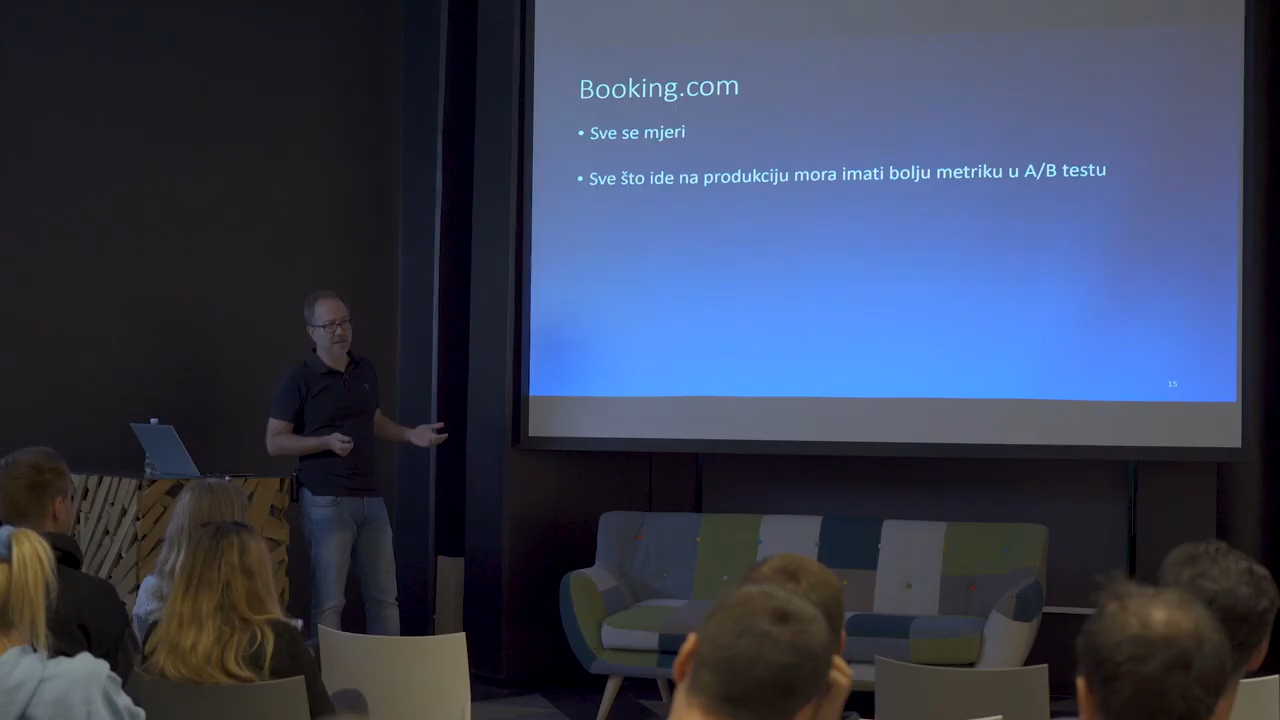 Booking.com
• Sve se mjeri
• Sve što ide na produkciju mora imati bolju metriku u A/B testu
15